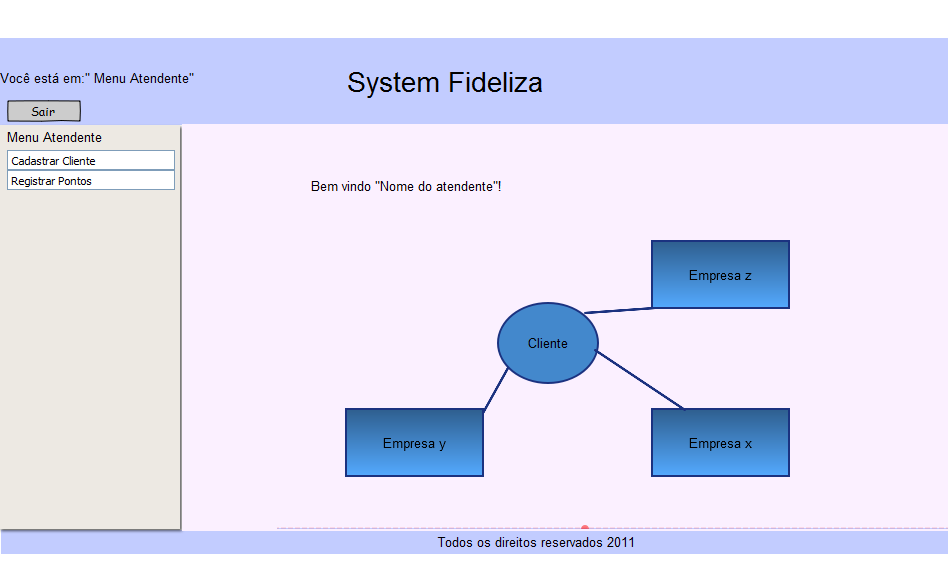 Você está em:" Menu Atendente"
System Fideliza
Sair
Menu Atendente
Cadastrar Cliente
Registrar Pontos
Bem vindo "Nome do atendente"!
Empresa z
Cliente
Empresa y
Empresa x
Todos os direitos reservados 2011